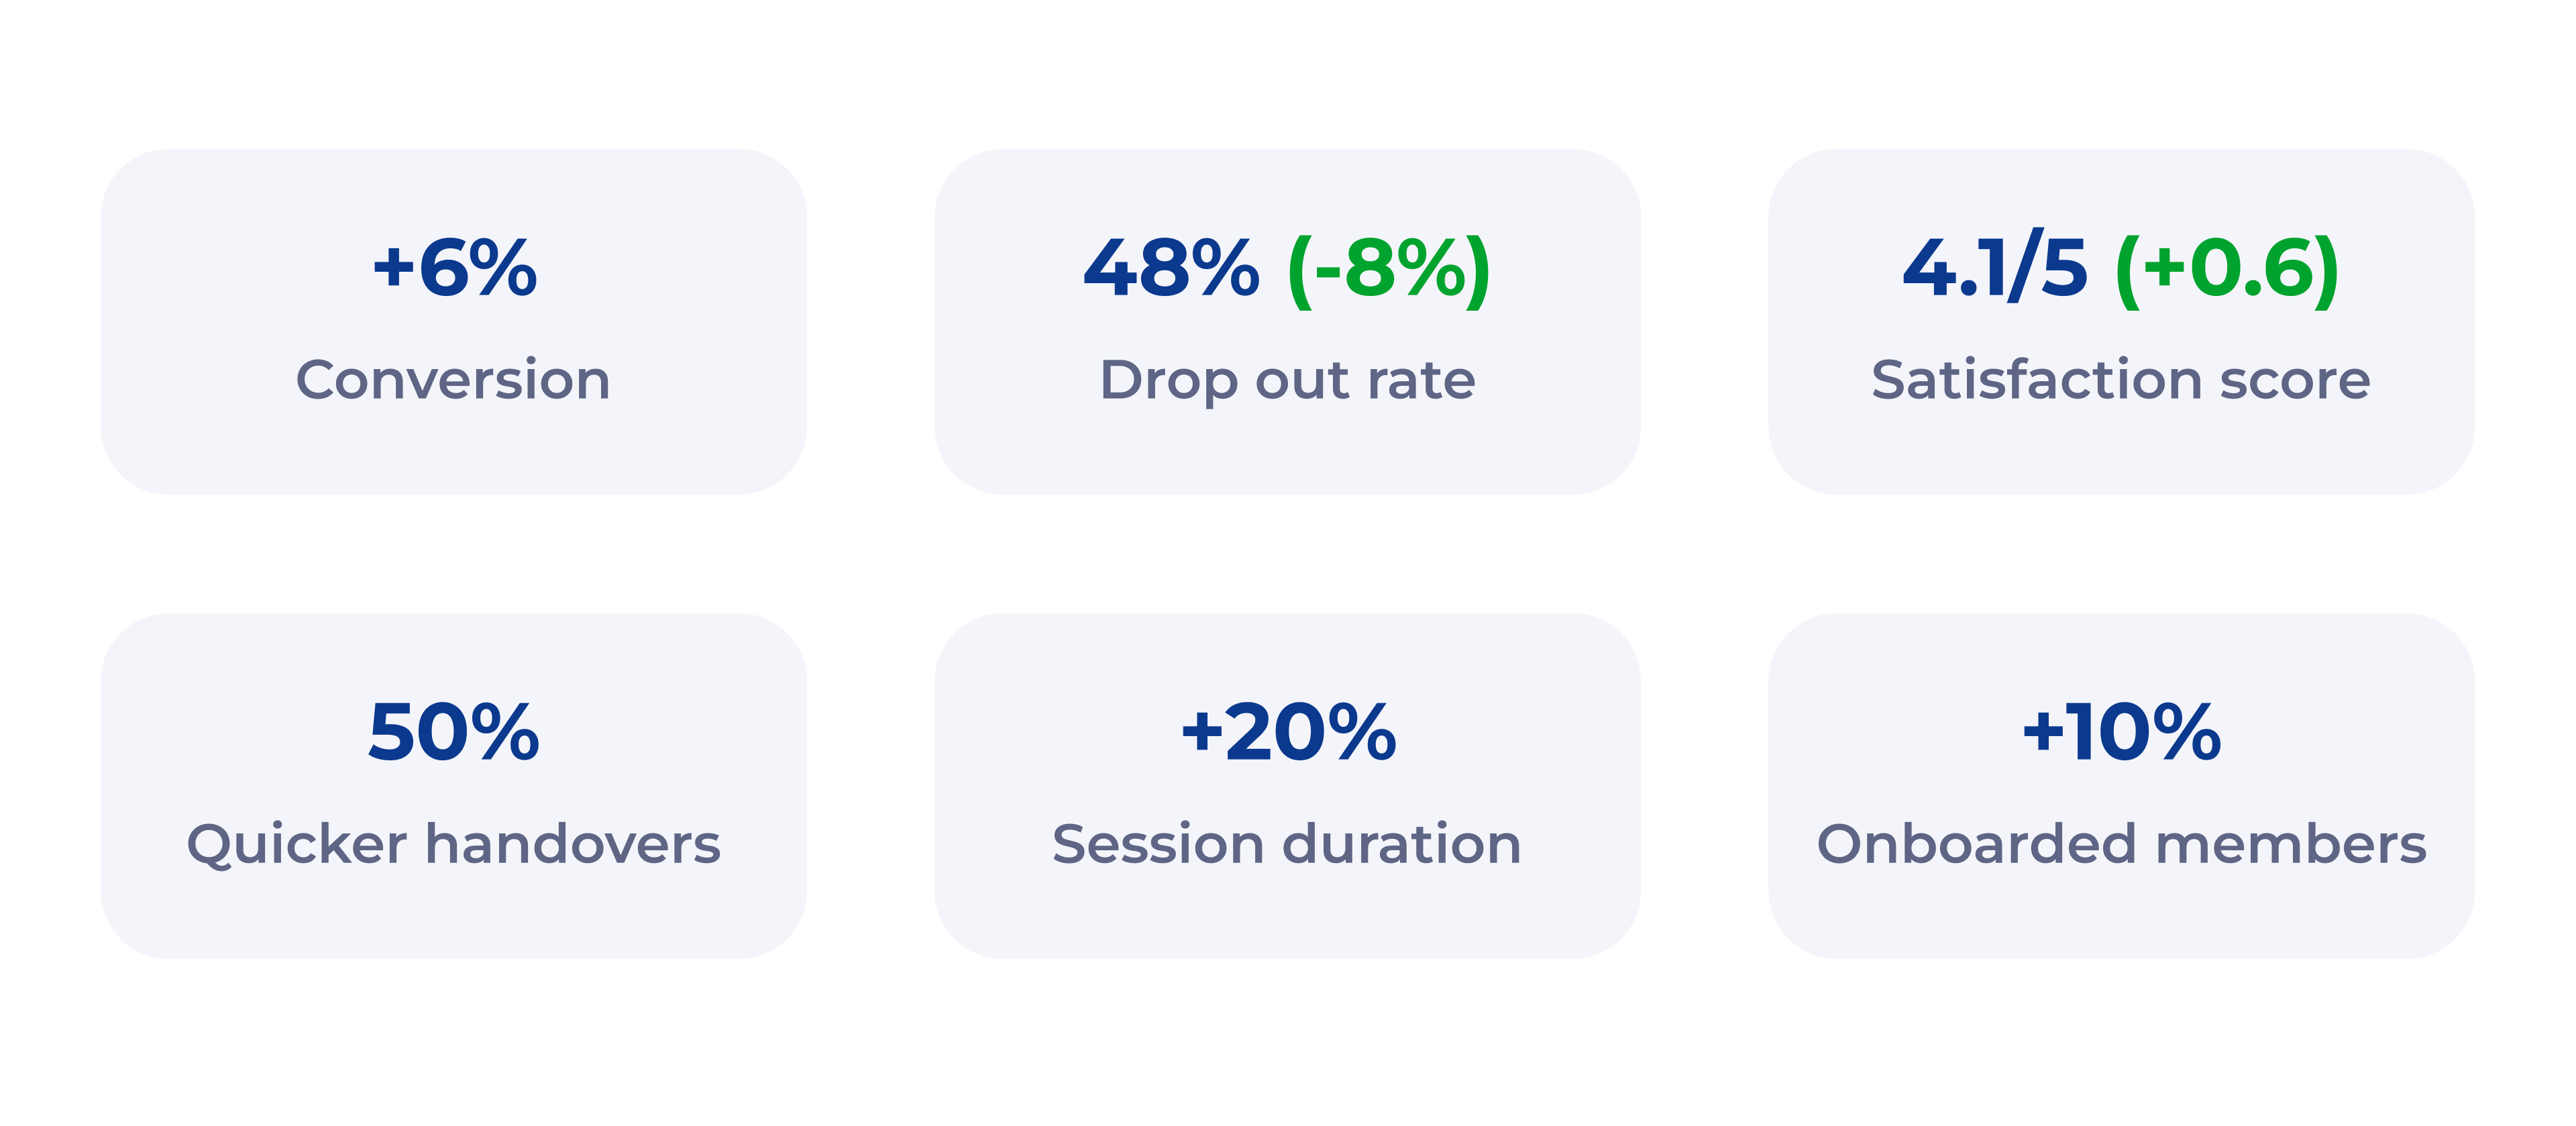 +6%
Conversion
48% (-8%)
Drop out rate
4.1/5 (+0.6)
Satisfaction score
50%
Quicker handovers
+20%
Session duration
+10%
Onboarded members